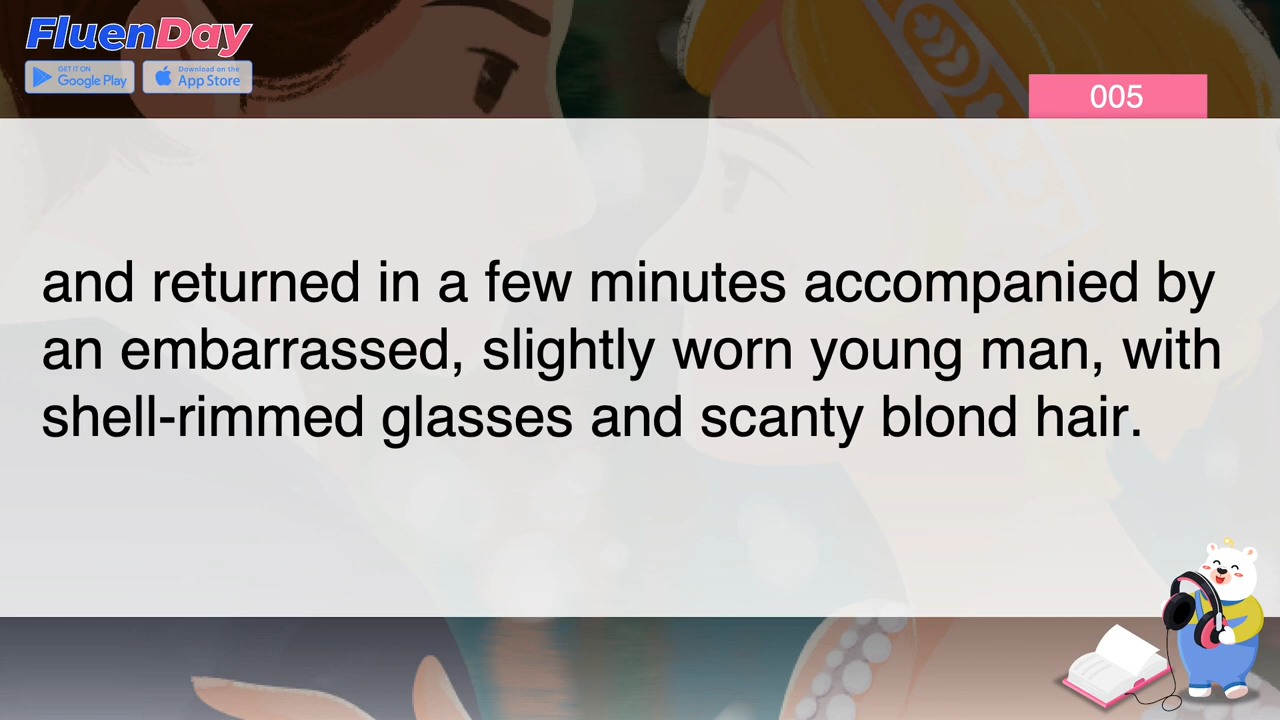 FluenDay
GET IT ON
Google Play
Download on the
App Store
005
and returned in a few minutes accompanied by
an embarrassed, slightly worn young man, with
shell-rimmed glasses and scanty blond hair.